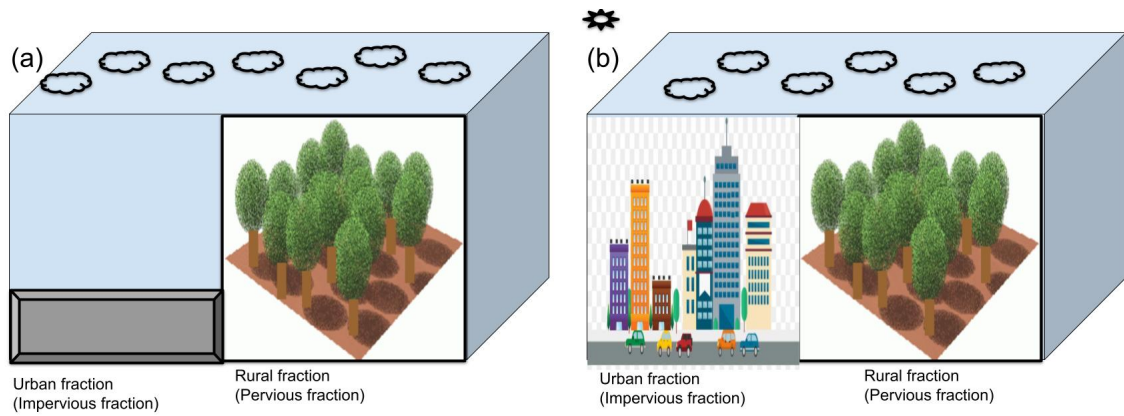 (a)
(b)
Urban fraction
(Impervious fraction)
Rural fraction
(Pervious fraction)
Urban fraction
(Impervious fraction)
Rural fraction
(Pervious fraction)